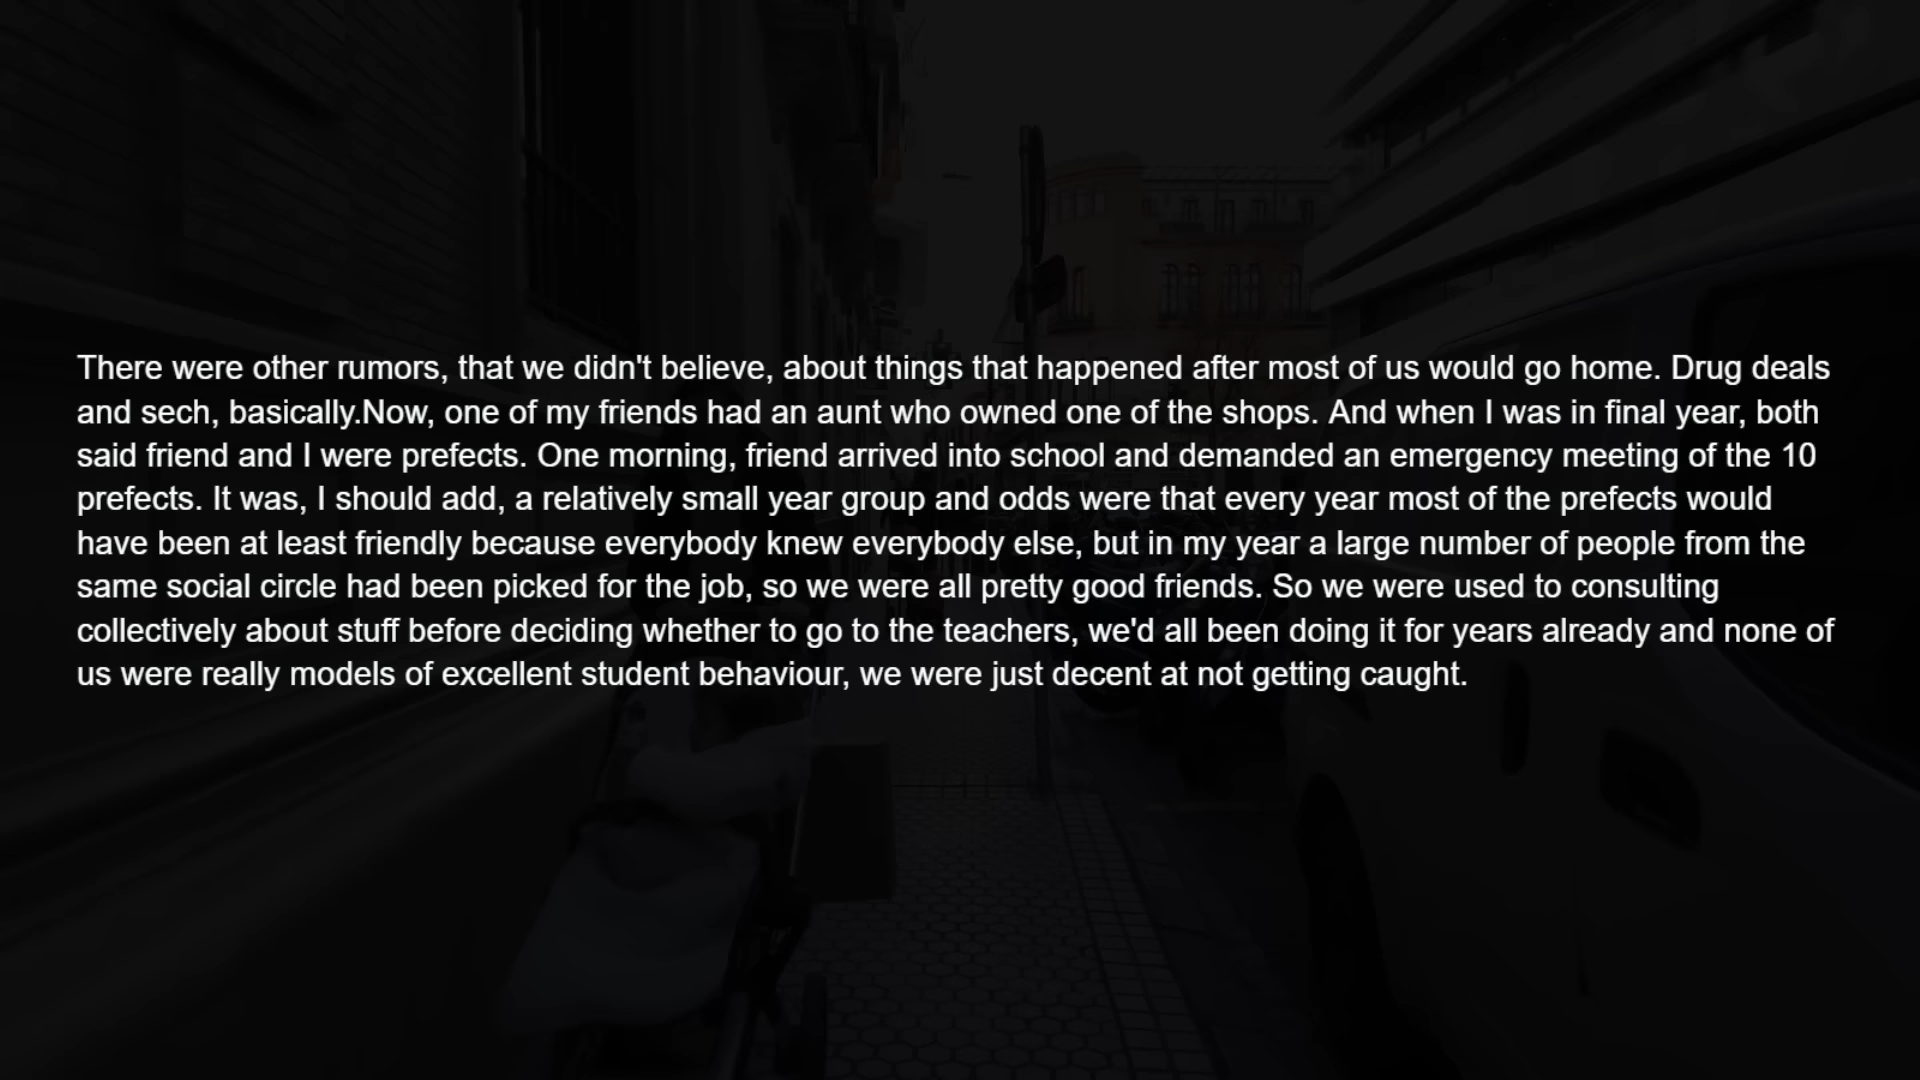 There were other rumors, that we didn't believe, about things that happened after most of us would go home. Drug deals
and sech, basically.Now, one of my friends had an aunt who owned one of the shops. And when I was in final year, both
said friend and I were prefects. One morning, friend arrived into school and demanded an emergency meeting of the 10
prefects. It was, I should add, a relatively small year group and odds were that every year most of the prefects would
have been at least friendly because everybody knew everybody else, but in my year a large number of people from the
same social circle had been picked for the job, so we were all pretty good friends. So we were used to consulting
collectively about stuff before deciding whether to go to the teachers, we'd all been doing it for years already and none of
us were really models of excellent student behaviour, we were just decent at not getting caught.